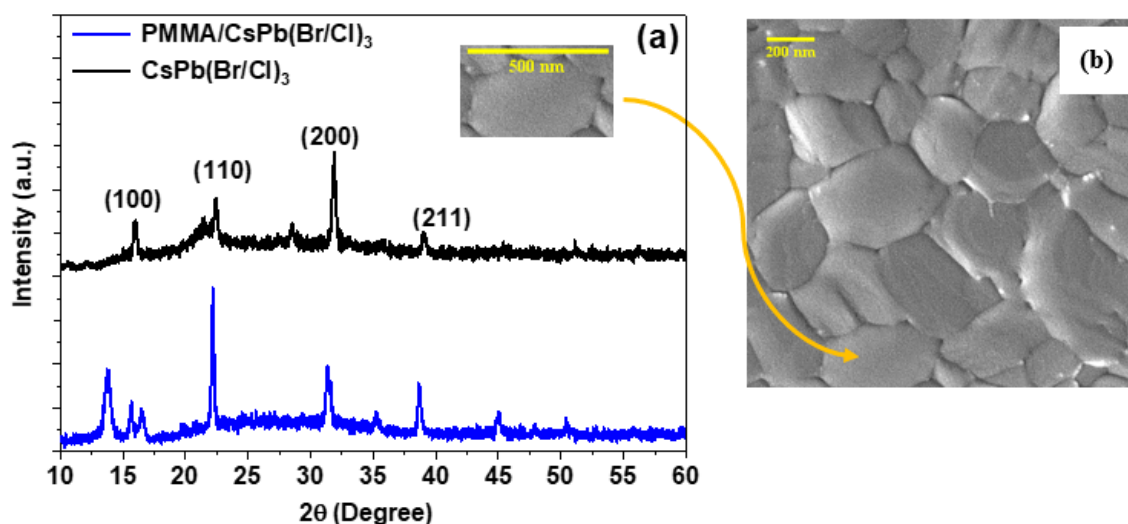 PMMA/CsPb(Br/Cl)₃
CsPb(Br/Cl)₃
(a)
500 nm
200 nm
(b)
(100)
(110)
(200)
(211)
Intensity (a.u.)
10 15 20 25 30 35 40 45 50 55 60
2θ (Degree)